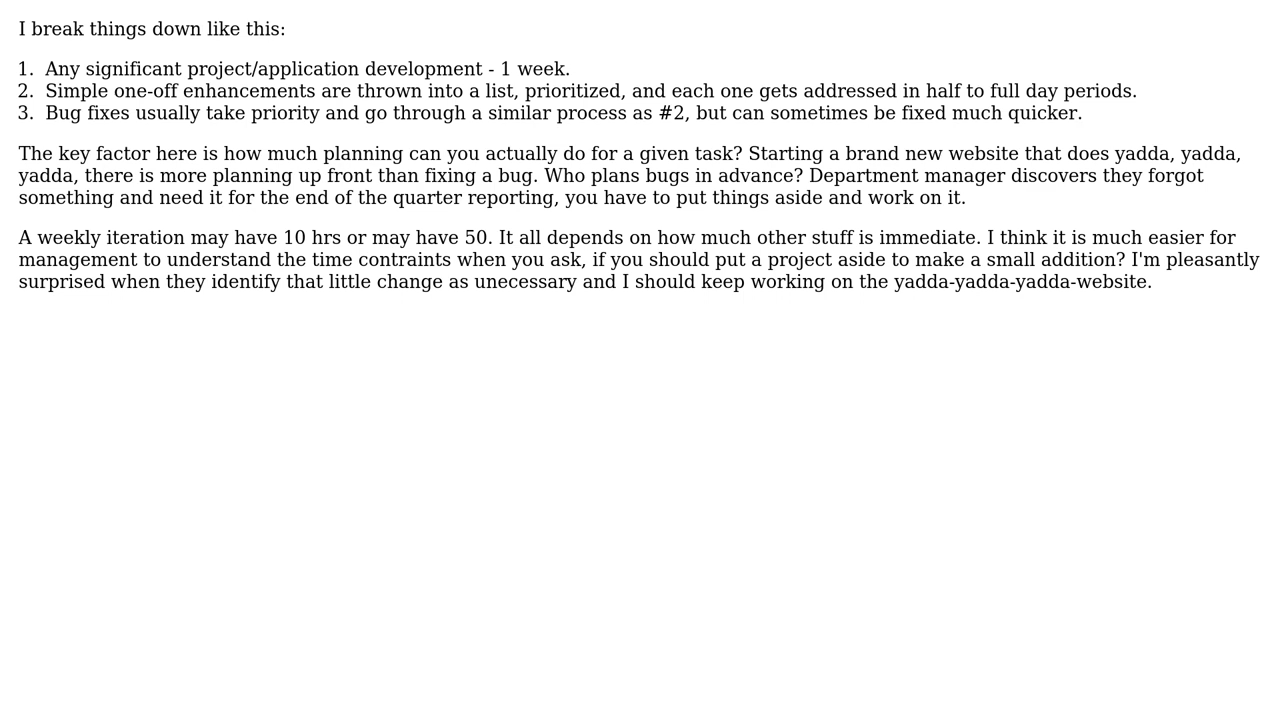 I break things down like this:
1. Any significant project/application development - 1 week.
2. Simple one-off enhancements are thrown into a list, prioritized, and each one gets addressed in half to full day periods.
3. Bug fixes usually take priority and go through a similar process as #2, but can sometimes be fixed much quicker.
The key factor here is how much planning can you actually do for a given task? Starting a brand new website that does yadda, yadda,
yadda, there is more planning up front than fixing a bug. Who plans bugs in advance? Department manager discovers they forgot
something and need it for the end of the quarter reporting, you have to put things aside and work on it.
A weekly iteration may have 10 hrs or may have 50. It all depends on how much other stuff is immediate. I think it is much easier for
management to understand the time contraints when you ask, if you should put a project aside to make a small addition? I'm pleasantly
surprised when they identify that little change as unecessary and I should keep working on the yadda-yadda-yadda-website.